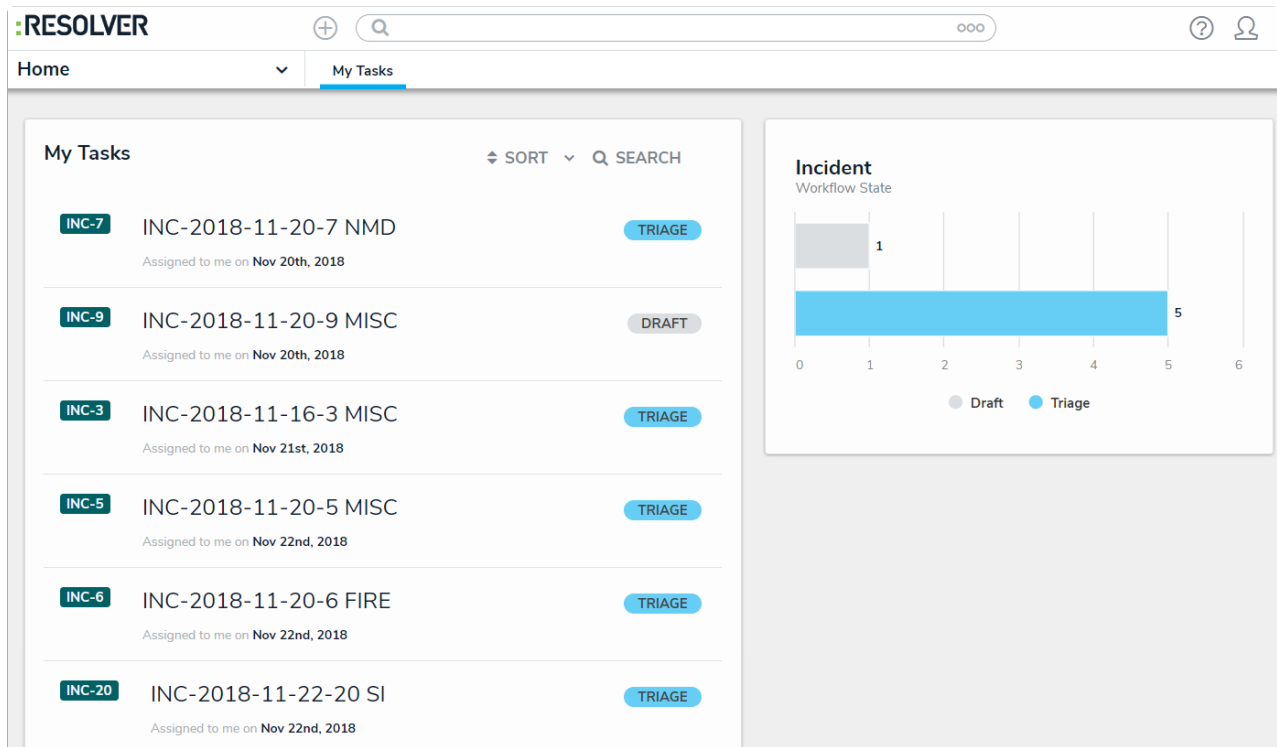 :RESOLVER
ooo
?
Home
My Tasks
My Tasks
SORT
SEARCH
INC-7
INC-2018-11-20-7 NMD
TRIAGE
Assigned to me on Nov 20th, 2018
INC-9
INC-2018-11-20-9 MISC
DRAFT
Assigned to me on Nov 20th, 2018
INC-3
INC-2018-11-16-3 MISC
TRIAGE
Assigned to me on Nov 21st, 2018
INC-5
INC-2018-11-20-5 MISC
TRIAGE
Assigned to me on Nov 22nd, 2018
INC-6
INC-2018-11-20-6 FIRE
TRIAGE
Assigned to me on Nov 22nd, 2018
INC-20
INC-2018-11-22-20 SI
TRIAGE
Assigned to me on Nov 22nd, 2018
Incident
Workflow State
1
5
0 1 2 3 4 5 6
Draft Triage